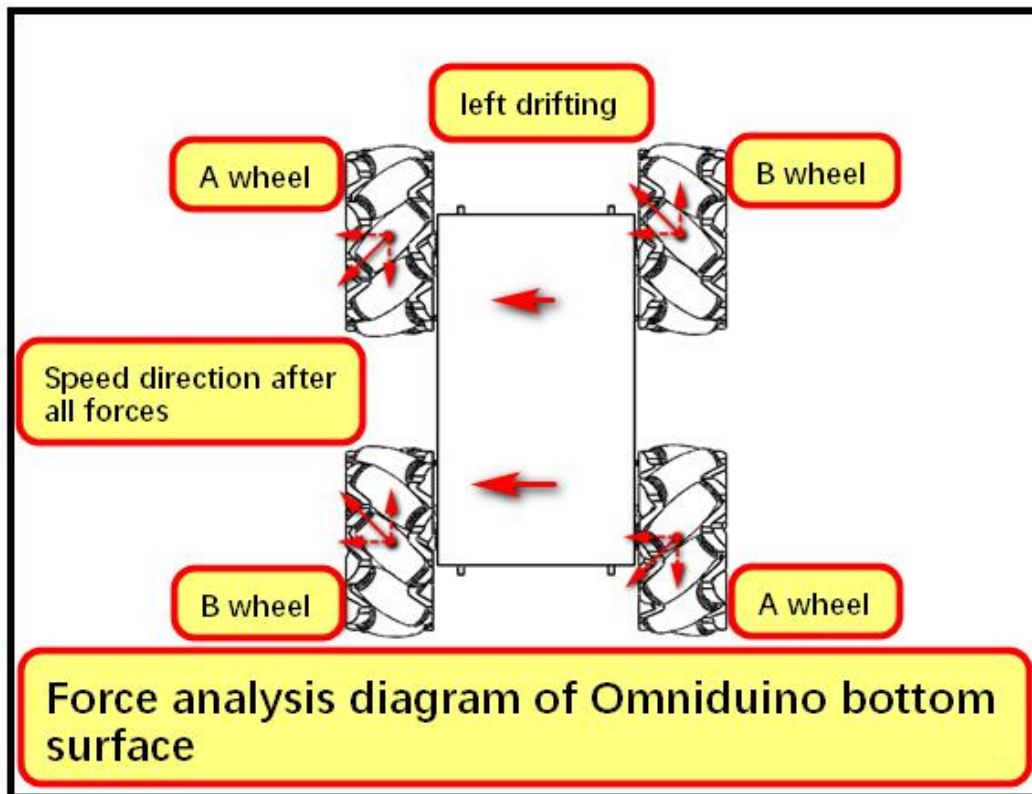 left drifting
A wheel
B wheel
Speed direction after
all forces
B wheel
A wheel
Force analysis diagram of Omniduino bottom
surface